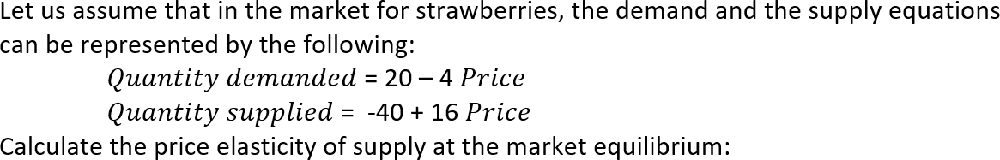 Let us assume that in the market for strawberries, the demand and the supply equations
can be represented by the following:
Quantity demanded = 20 – 4 Price
Quantity supplied = -40 + 16 Price
Calculate the price elasticity of supply at the market equilibrium: